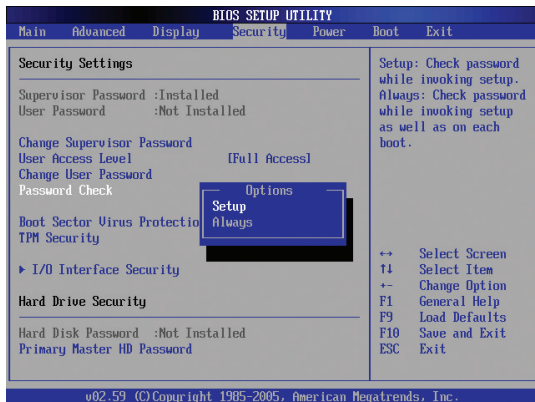 BIOS SETUP UTILITY
Main Advanced Display Security Power Boot Exit
Security Settings
Supervisor Password :Installed
User Password :Not Installed
Change Supervisor Password
User Access Level [Full Access]
Change User Password
Password Check
Options
Setup
Always
Boot Sector Virus Protectio
TPM Security
▶ I/O Interface Security
Hard Drive Security
Hard Disk Password :Not Installed
Primary Master HD Password
Setup: Check password
while invoking setup.
Always: Check password
while invoking setup
as well as on each
boot.
↔ Select Screen
↑↓ Select Item
+- Change Option
F1 General Help
F9 Load Defaults
F10 Save and Exit
ESC Exit
v02.59 (C)Copyright 1985-2005, American Megatrends, Inc.